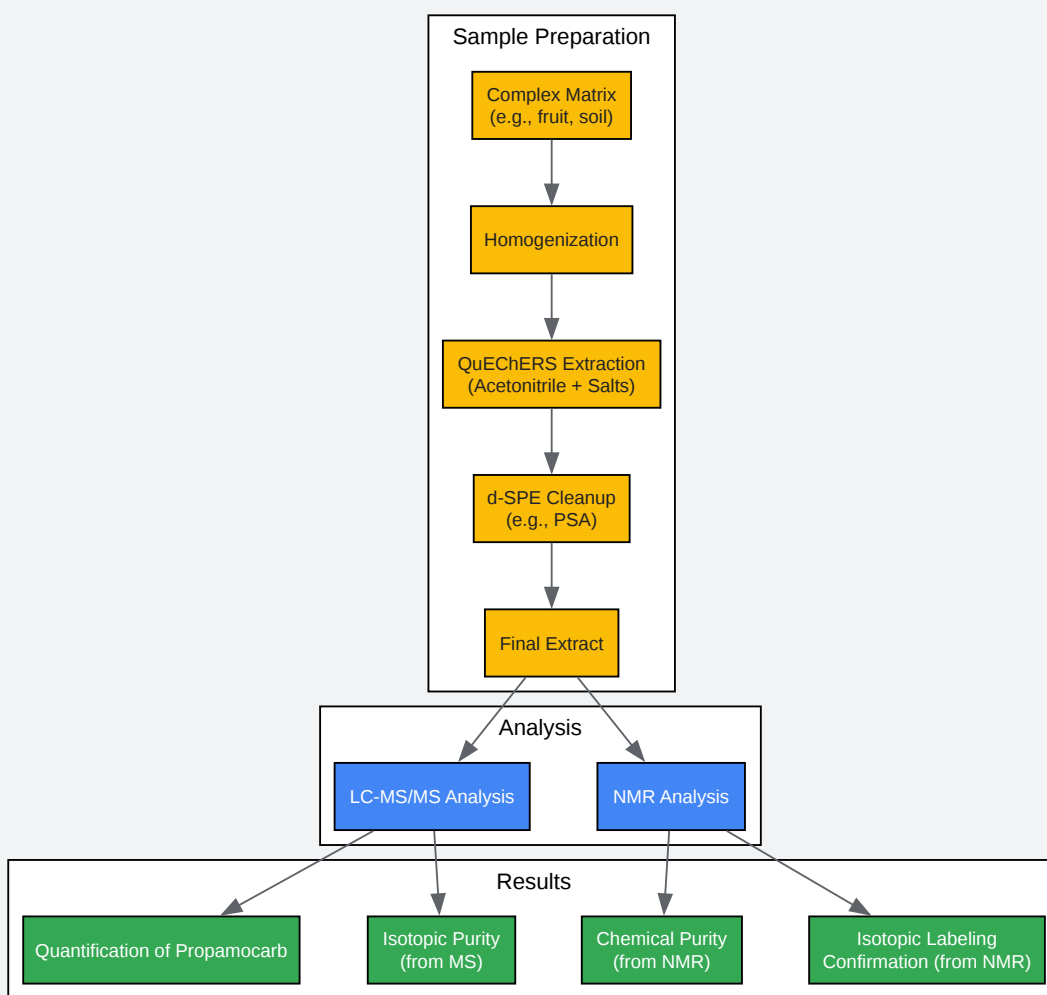 Sample Preparation
Complex Matrix
(e.g., fruit, soil)
Homogenization
QuEChERS Extraction
(Acetonitrile + Salts)
d-SPE Cleanup
(e.g., PSA)
Final Extract
Analysis
LC-MS/MS Analysis
NMR Analysis
Results
Quantification of Propamocarb
Isotopic Purity
(from MS)
Chemical Purity
(from NMR)
Isotopic Labeling
Confirmation (from NMR)